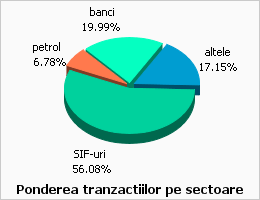 banci
19.99%
petrol
6.78%
altele
17.15%
SIF-uri
56.08%
Ponderea tranzactiilor pe sectoare